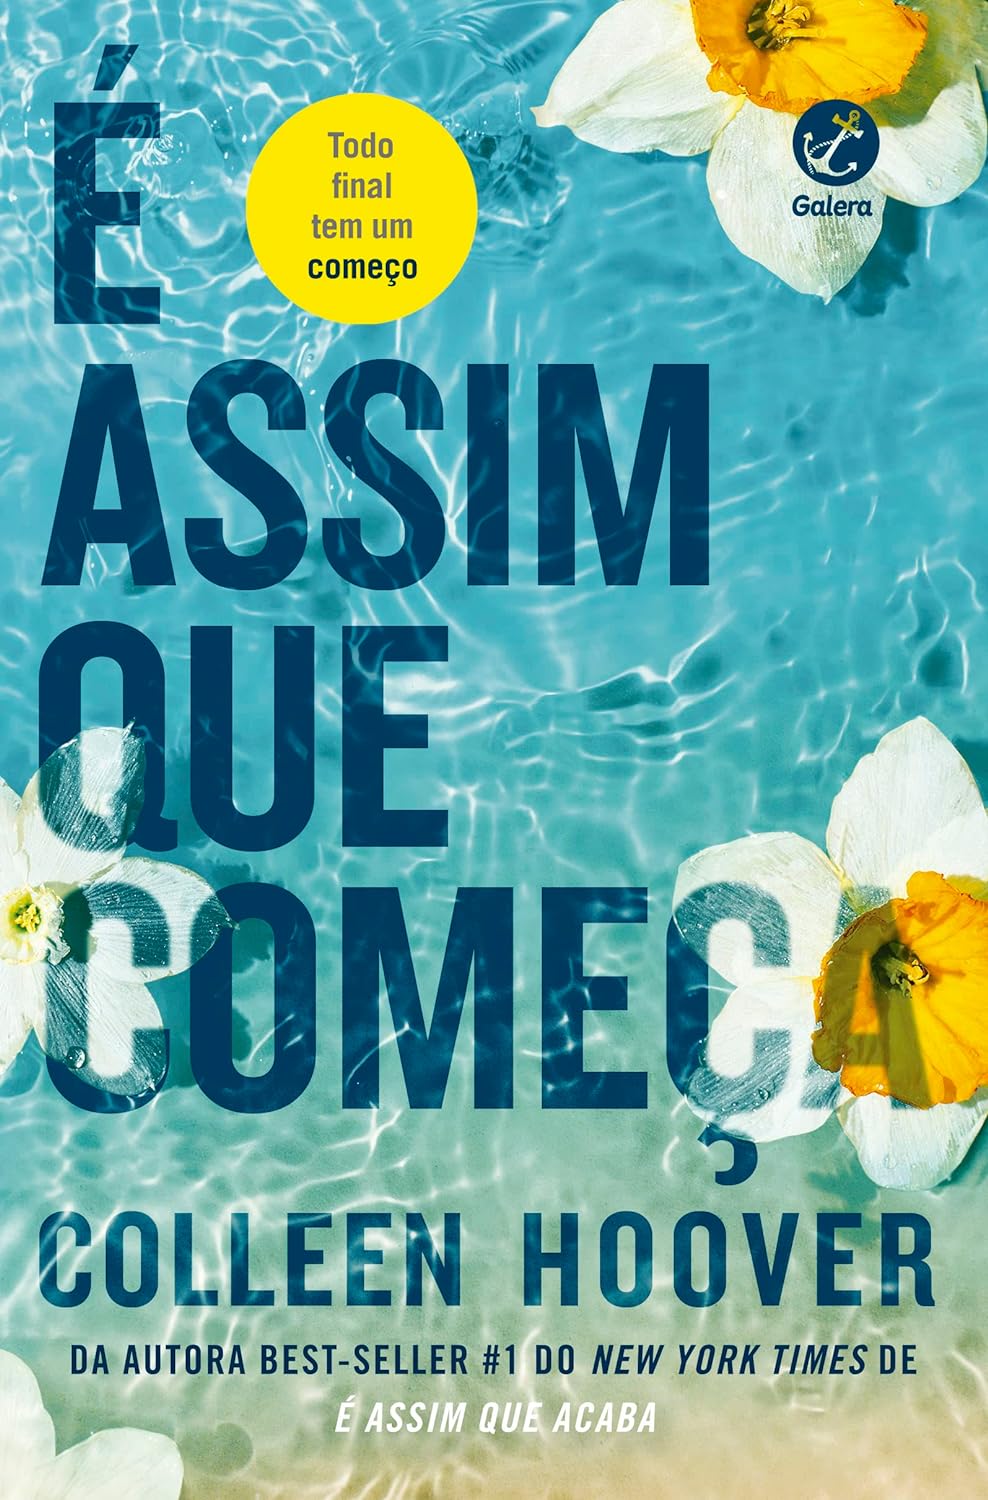 É
Todo
final
tem um
começo
Galera
ASSIM
QUE
COMEÇA
COLLEEN HOOVER
DA AUTORA BEST-SELLER #1 DO NEW YORK TIMES DE
É ASSIM QUE ACABA